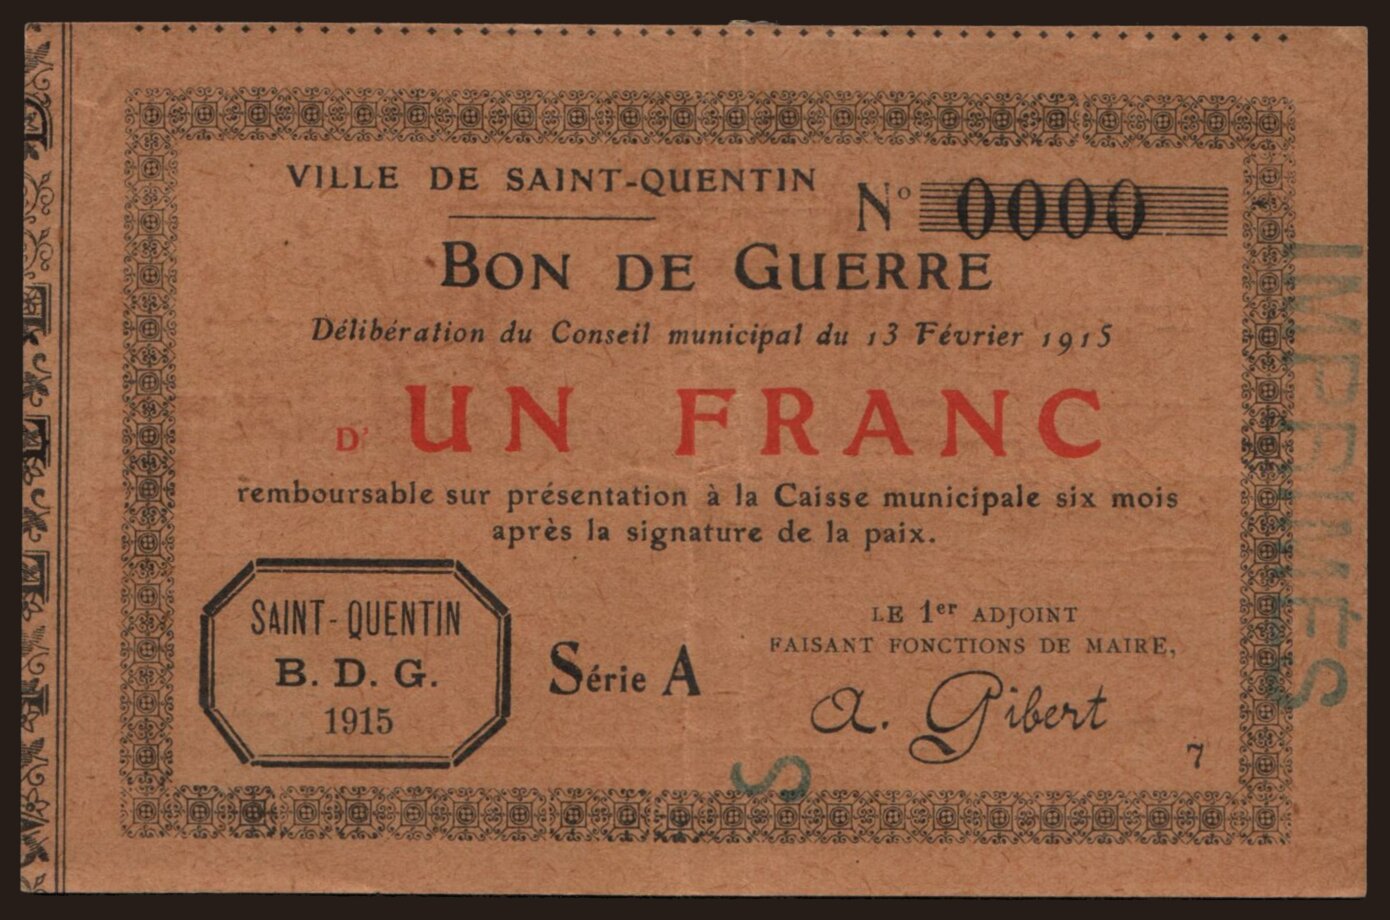 VILLE DE SAINT-QUENTIN
Nº 0000
BON DE GUERRE
Délibération du Conseil municipal du 13 Février 1915
D' UN FRANC
remboursable sur présentation à la Caisse municipale six mois
après la signature de la paix.
SAINT-QUENTIN
B. D. G.
1915
Série A
LE 1er ADJOINT
FAISANT FONCTIONS DE MAIRE,
A. Gibert
7
S
IMPRIMES